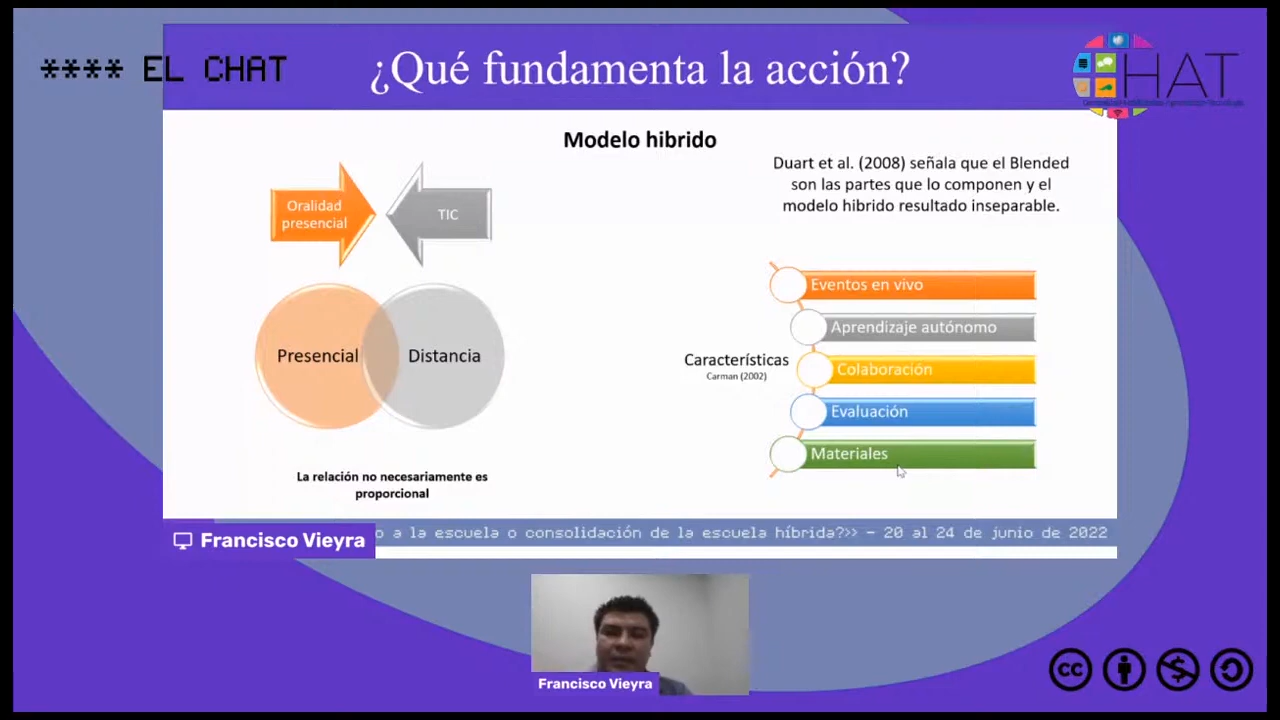 **** EL CHAT
¿Qué fundamenta la acción?
HAT
Modelo hibrido
Oralidad
presencial
TIC
Presencial
Distancia
La relación no necesariamente es
proporcional
Duart et al. (2008) señala que el Blended
son las partes que lo componen y el
modelo hibrido resultado inseparable.
Características
Carman (2002)
Eventos en vivo
Aprendizaje autónomo
Colaboración
Evaluación
Materiales
Francisco Vieyra
o a la escuela o consolidación de la escuela híbrida?>> - 20 al 24 de junio de 2022
Francisco Vieyra
cc